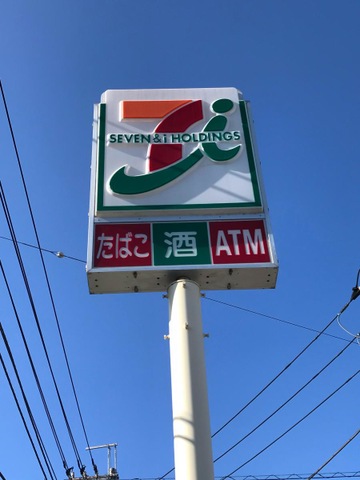 SEVEN & i HOLDINGS
たばこ 酒 ATM